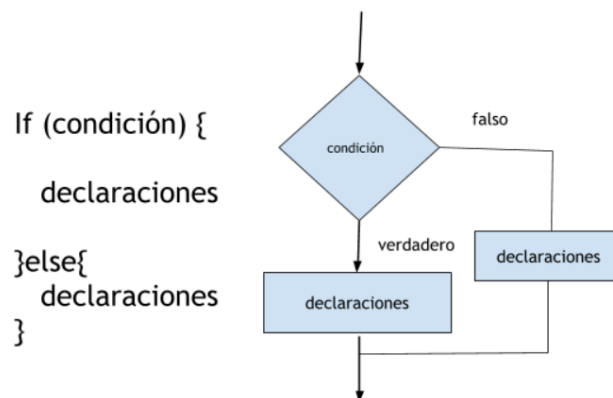 If (condición) {
declaraciones
}else{
declaraciones
}
condición
falso
verdadero
declaraciones
declaraciones